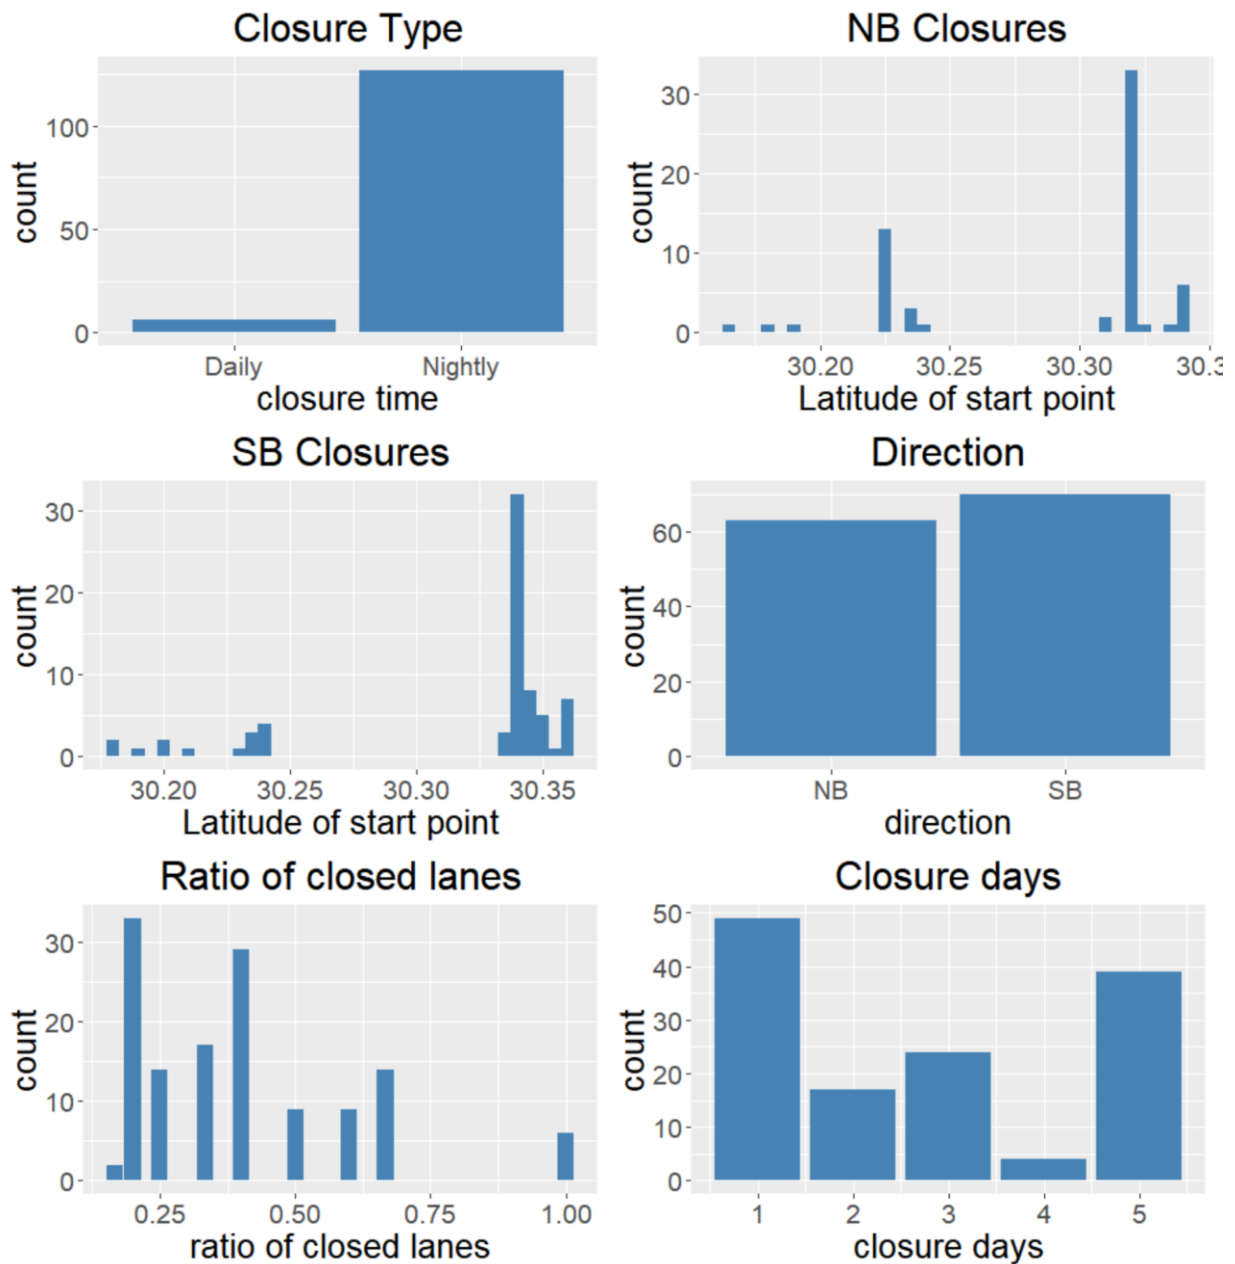 Closure Type
count
100
50
0
Daily Nightly
closure time
NB Closures
count
30
20
10
0
30.20 30.25 30.30 30.3
Latitude of start point
SB Closures
count
30
20
10
0
30.20 30.25 30.30 30.35
Latitude of start point
Direction
count
60
40
20
0
NB SB
direction
Ratio of closed lanes
count
30
20
10
0
0.25 0.50 0.75 1.00
ratio of closed lanes
Closure days
count
50
40
30
20
10
0
1 2 3 4 5
closure days